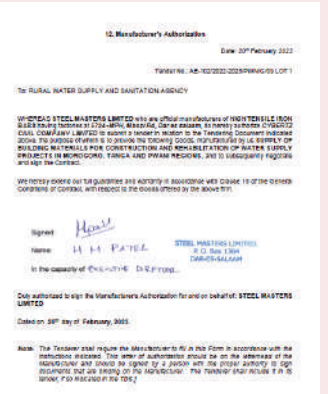 12. Manufacturer's Authorization
Date: 20th February 2023
Tender No.: AE-102/2022-2023/PWM/G/09 LOT 1
To: RURAL WATER SUPPLY AND SANITATION AGENCY
WHEREAS STEEL MASTERS LIMITED who are official manufacturers of HIGH TENSILE IRON
BARS having factories at Dar es salaam, do hereby authorize
CIVIL COMPANY LIMITED to submit a tender in relation to the Tendering Document indicated
above, the purpose of which is to provide the following Goods, manufactured by us SUPPLY OF
BUILDING MATERIALS FOR CONSTRUCTION AND REHABILITATION OF WATER SUPPLY
PROJECTS IN MOROGORO, TANGA AND PWANI REGIONS, and to subsequently negotiate
and sign the Contract.
We hereby extend our full guarantee and warranty in accordance with Clause of the General
Conditions of Contract, with respect to the Goods offered by the above firm.
Signed
Name: H M PATEL
STEEL MASTERS LIMITED
P. O. Box 1304
DAR-ES-SALAAM
In the capacity of EXECUTIVE DIRECTOR
Duly authorized to sign the Manufacturer's Authorization for and on behalf of: STEEL MASTERS
LIMITED
Dated on 20th day of February, 2023.
Note: The Tenderer shall require the Manufacturer to fill in this Form in accordance with the
instructions indicated. This letter of authorization should be on the letterhead of the
Manufacturer and should be signed by a person with the proper authority to sign
documents that are binding on the Manufacturer. The Tenderer shall include it in its
tender, if so indicated in the TDS.]